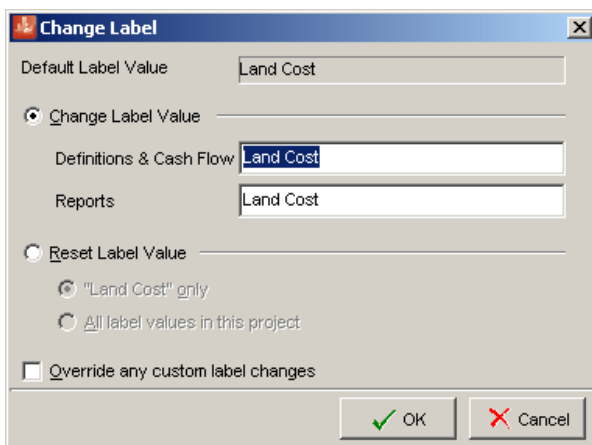 Change Label
Default Label Value Land Cost
Change Label Value
Definitions & Cash Flow Land Cost
Reports Land Cost
Reset Label Value
"Land Cost" only
All label values in this project
Override any custom label changes
OK Cancel